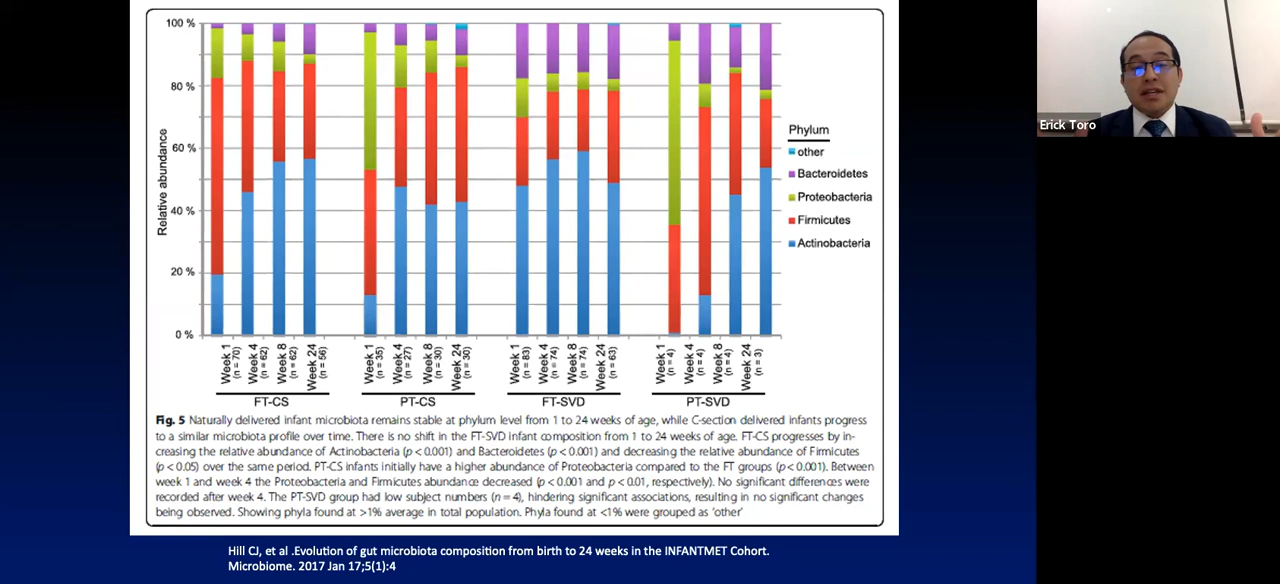 100 %
80 %
60 %
40 %
20 %
0 %
Relative abundance
Week 1 (n = 70)
Week 4 (n = 62)
Week 8 (n = 62)
Week 24 (n = 56)
FT-CS
Week 1 (n = 35)
Week 4 (n = 27)
Week 8 (n = 30)
Week 24 (n = 30)
PT-CS
Week 1 (n = 83)
Week 4 (n = 74)
Week 8 (n = 74)
Week 24 (n = 63)
FT-SVD
Week 1 (n = 4)
Week 4 (n = 4)
Week 8 (n = 4)
Week 24 (n = 3)
PT-SVD
Phylum
other
Bacteroidetes
Proteobacteria
Firmicutes
Actinobacteria
Fig. 5 Naturally delivered infant microbiota remains stable at phylum level from 1 to 24 weeks of age, while C-section delivered infants progress
to a similar microbiota profile over time. There is no shift in the FT-SVD infant composition from 1 to 24 weeks of age. FT-CS progresses by in-
creasing the relative abundance of Actinobacteria (p < 0.001) and Bacteroidetes (p < 0.001) and decreasing the relative abundance of Firmicutes
(p < 0.05) over the same period. PT-CS infants initially have a higher abundance of Proteobacteria compared to the FT groups (p < 0.001). Between
week 1 and week 4 the Proteobacteria and Firmicutes abundance decreased (p < 0.001 and p < 0.01, respectively). No significant differences were
recorded after week 4. The PT-SVD group had low subject numbers (n = 4), hindering significant associations, resulting in no significant changes
being observed. Showing phyla found at >1% average in total population. Phyla found at <1% were grouped as 'other'
Hill CJ, et al .Evolution of gut microbiota composition from birth to 24 weeks in the INFANTMET Cohort.
Microbiome. 2017 Jan 17;5(1):4
Erick Toro